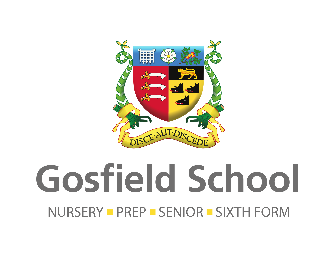 DISCE AUT DISCEDE
Gosfield School
NURSERY ▪ PREP ▪ SENIOR ▪ SIXTH FORM